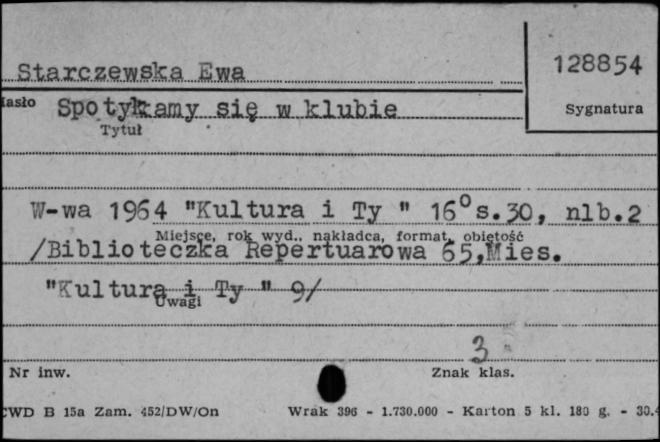 Starczewska Ewa
128854
Hasło
Spotykamy się w klubie
Sygnatura
Tytuł
W-wa 1964 "Kultura i Ty " 16° s.30, nlb.2
Miejsce, rok wyd., nakładca, format, objętość
/Biblioteczka Repertuarowa 65,Mies.
"Kultura i Ty " 9/
Uwagi
3
Nr inw.
Znak klas.
CWD B 15a Zam. 452/DW/On Wrak 396 - 1.730.000 - Karton 5 kl. 180 g. - 30.4